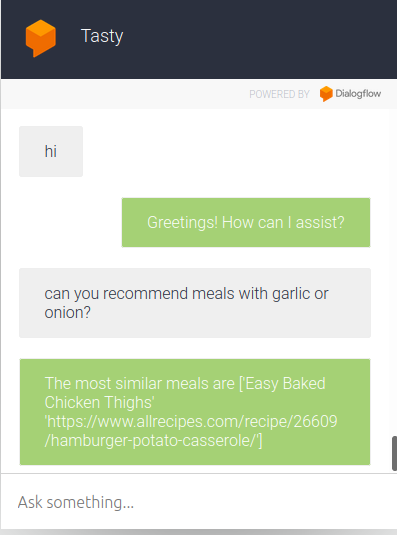 Tasty
POWERED BY Dialogflow
hi
Greetings! How can I assist?
can you recommend meals with garlic or
onion?
The most similar meals are ['Easy Baked
Chicken Thighs'
'https://www.allrecipes.com/recipe/26609
/hamburger-potato-casserole/']
Ask something...